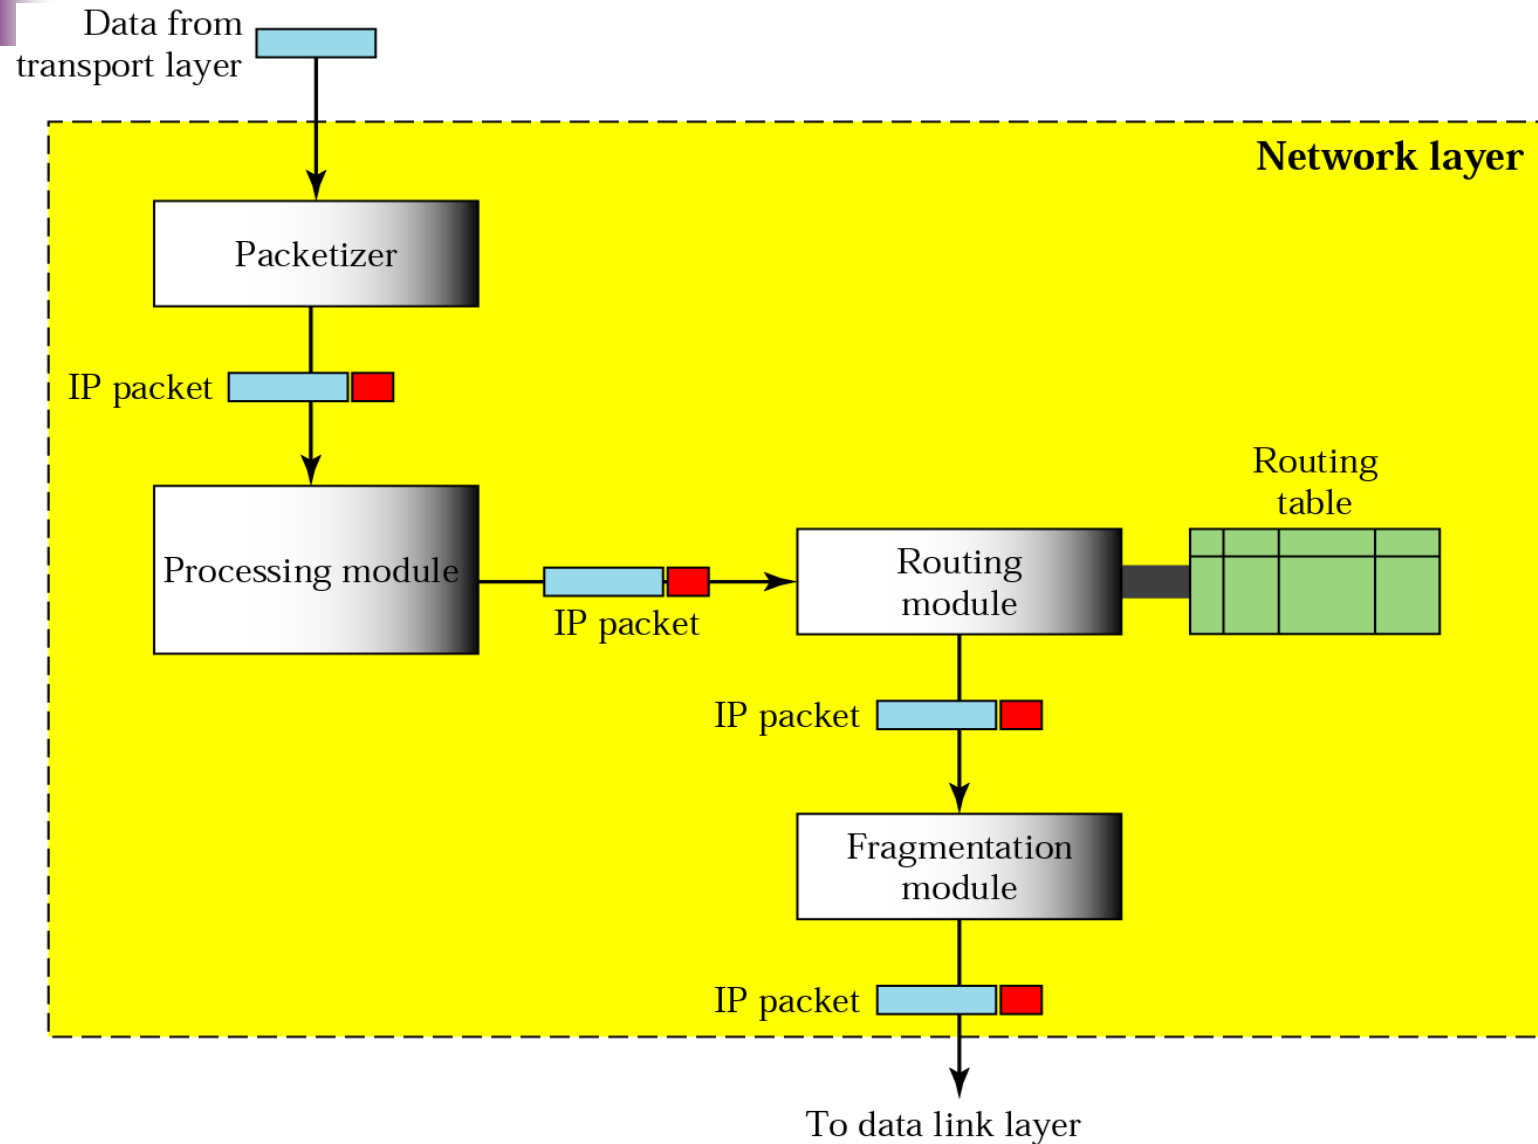 Data from
transport layer
Network layer
Packetizer
IP packet
Routing
table
Processing module
IP packet
Routing
module
IP packet
Fragmentation
module
IP packet
To data link layer